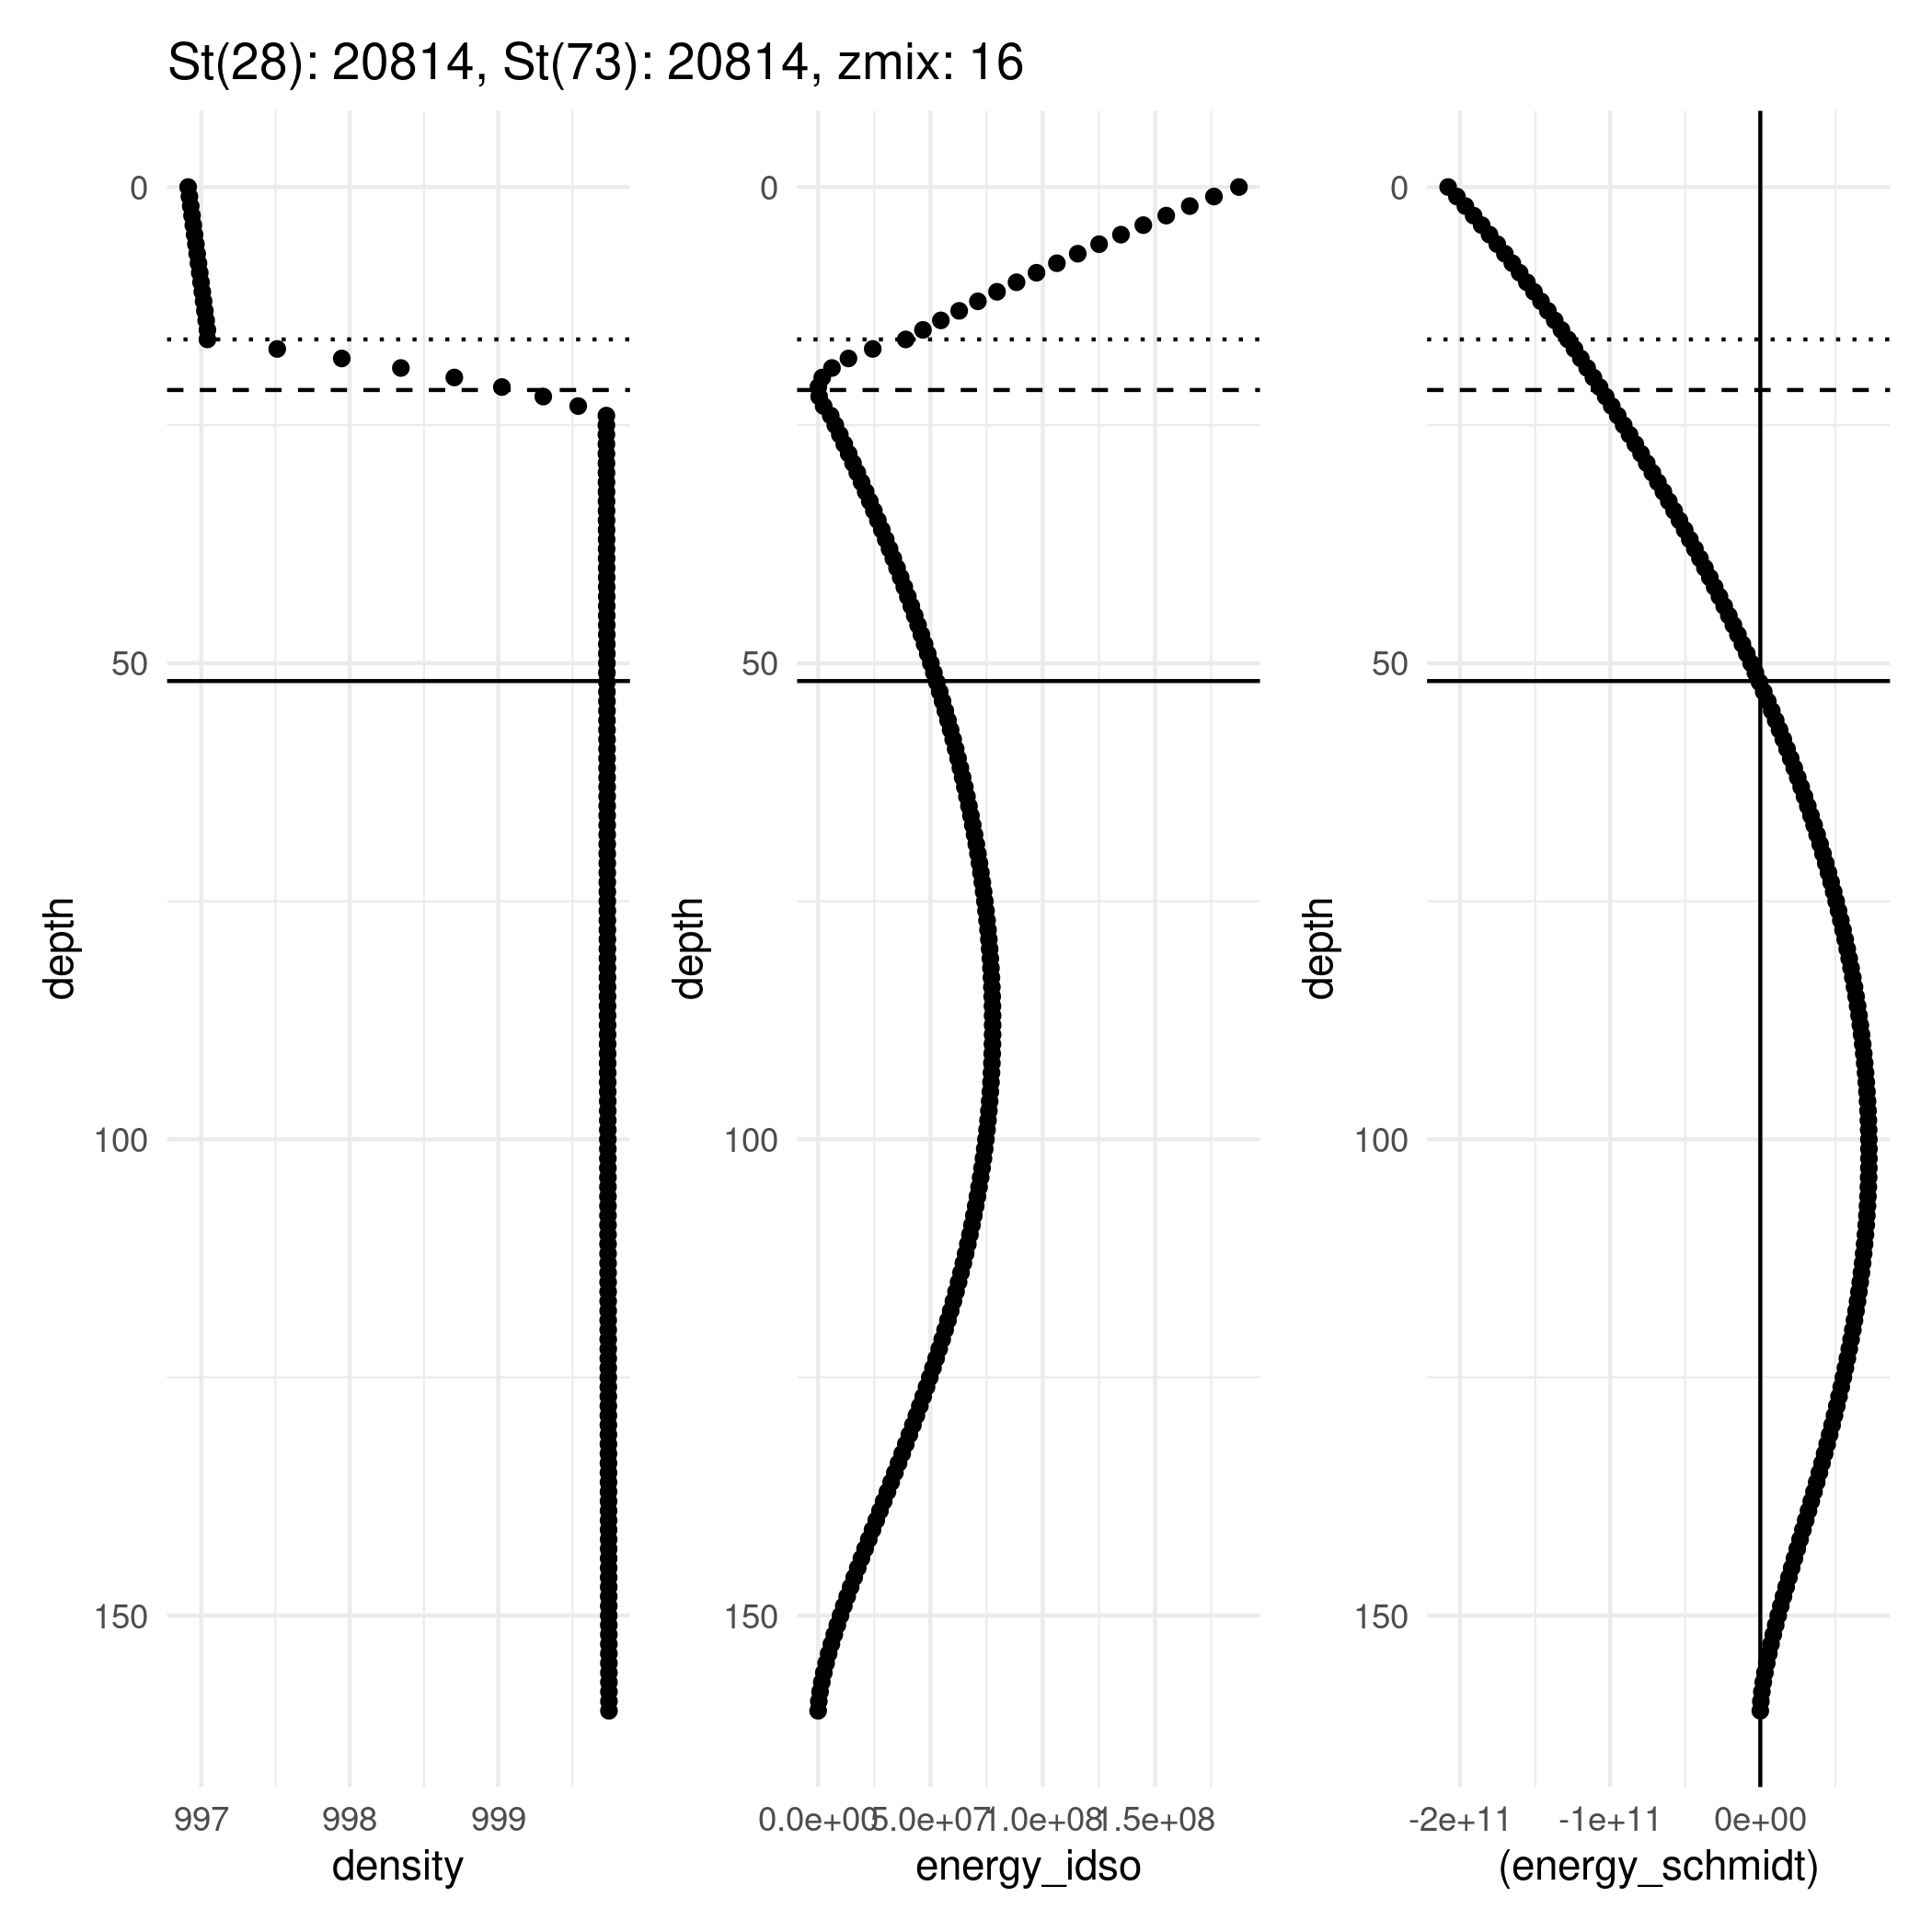 St(28): 20814, St(73): 20814, zmix: 16
0
50
100
150
depth
997 998 999
density
0
50
100
150
depth
0.0e+00 5.0e+07 1.0e+08 1.5e+08
energy_idso
0
50
100
150
depth
-2e+11 -1e+11 0e+00
(energy_schmidt)